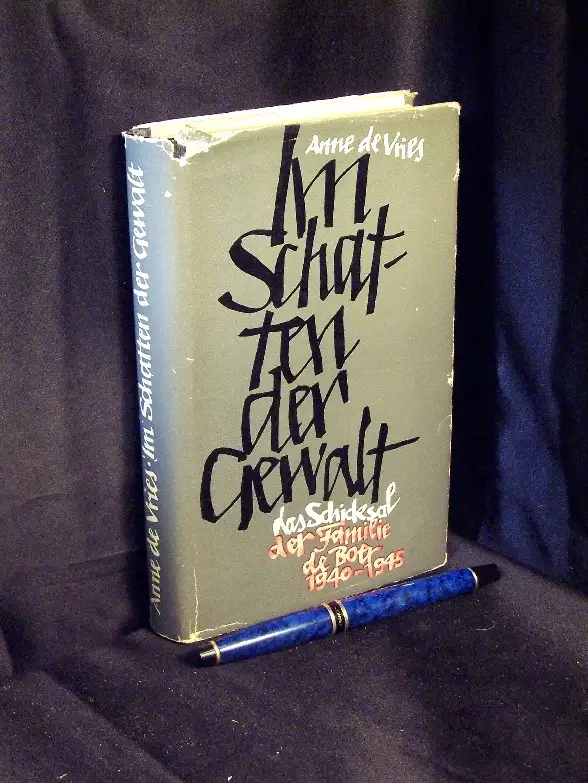 Anne de Vries
Im
Schat-
ten
der
Gewalt
das Schicksal
der Familie
de Boer
1940-1945
Anne de Vries · Im Schatten der Gewalt